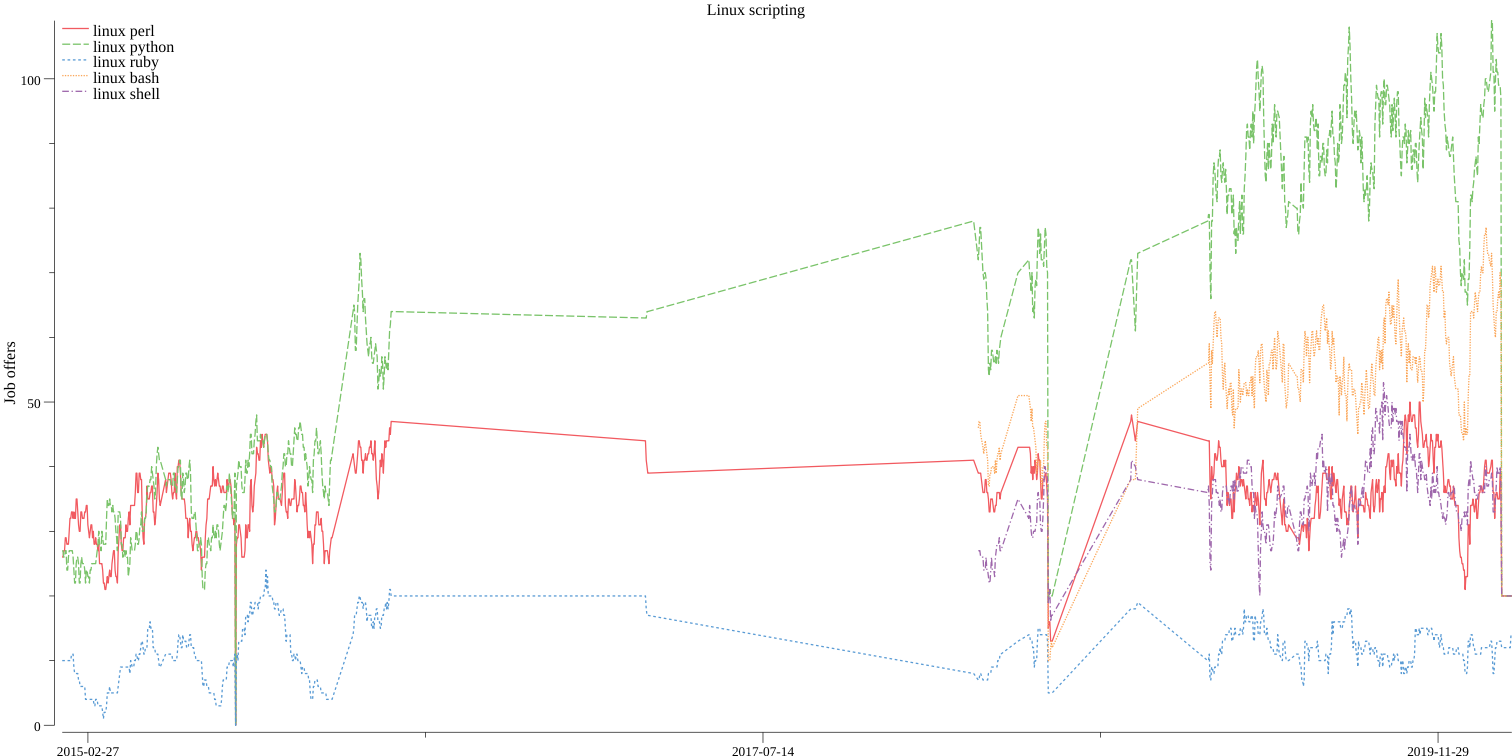 Linux scripting
linux perl
linux python
linux ruby
linux bash
linux shell
100
50
0
Job offers
2015-02-27
2017-07-14
2019-11-29